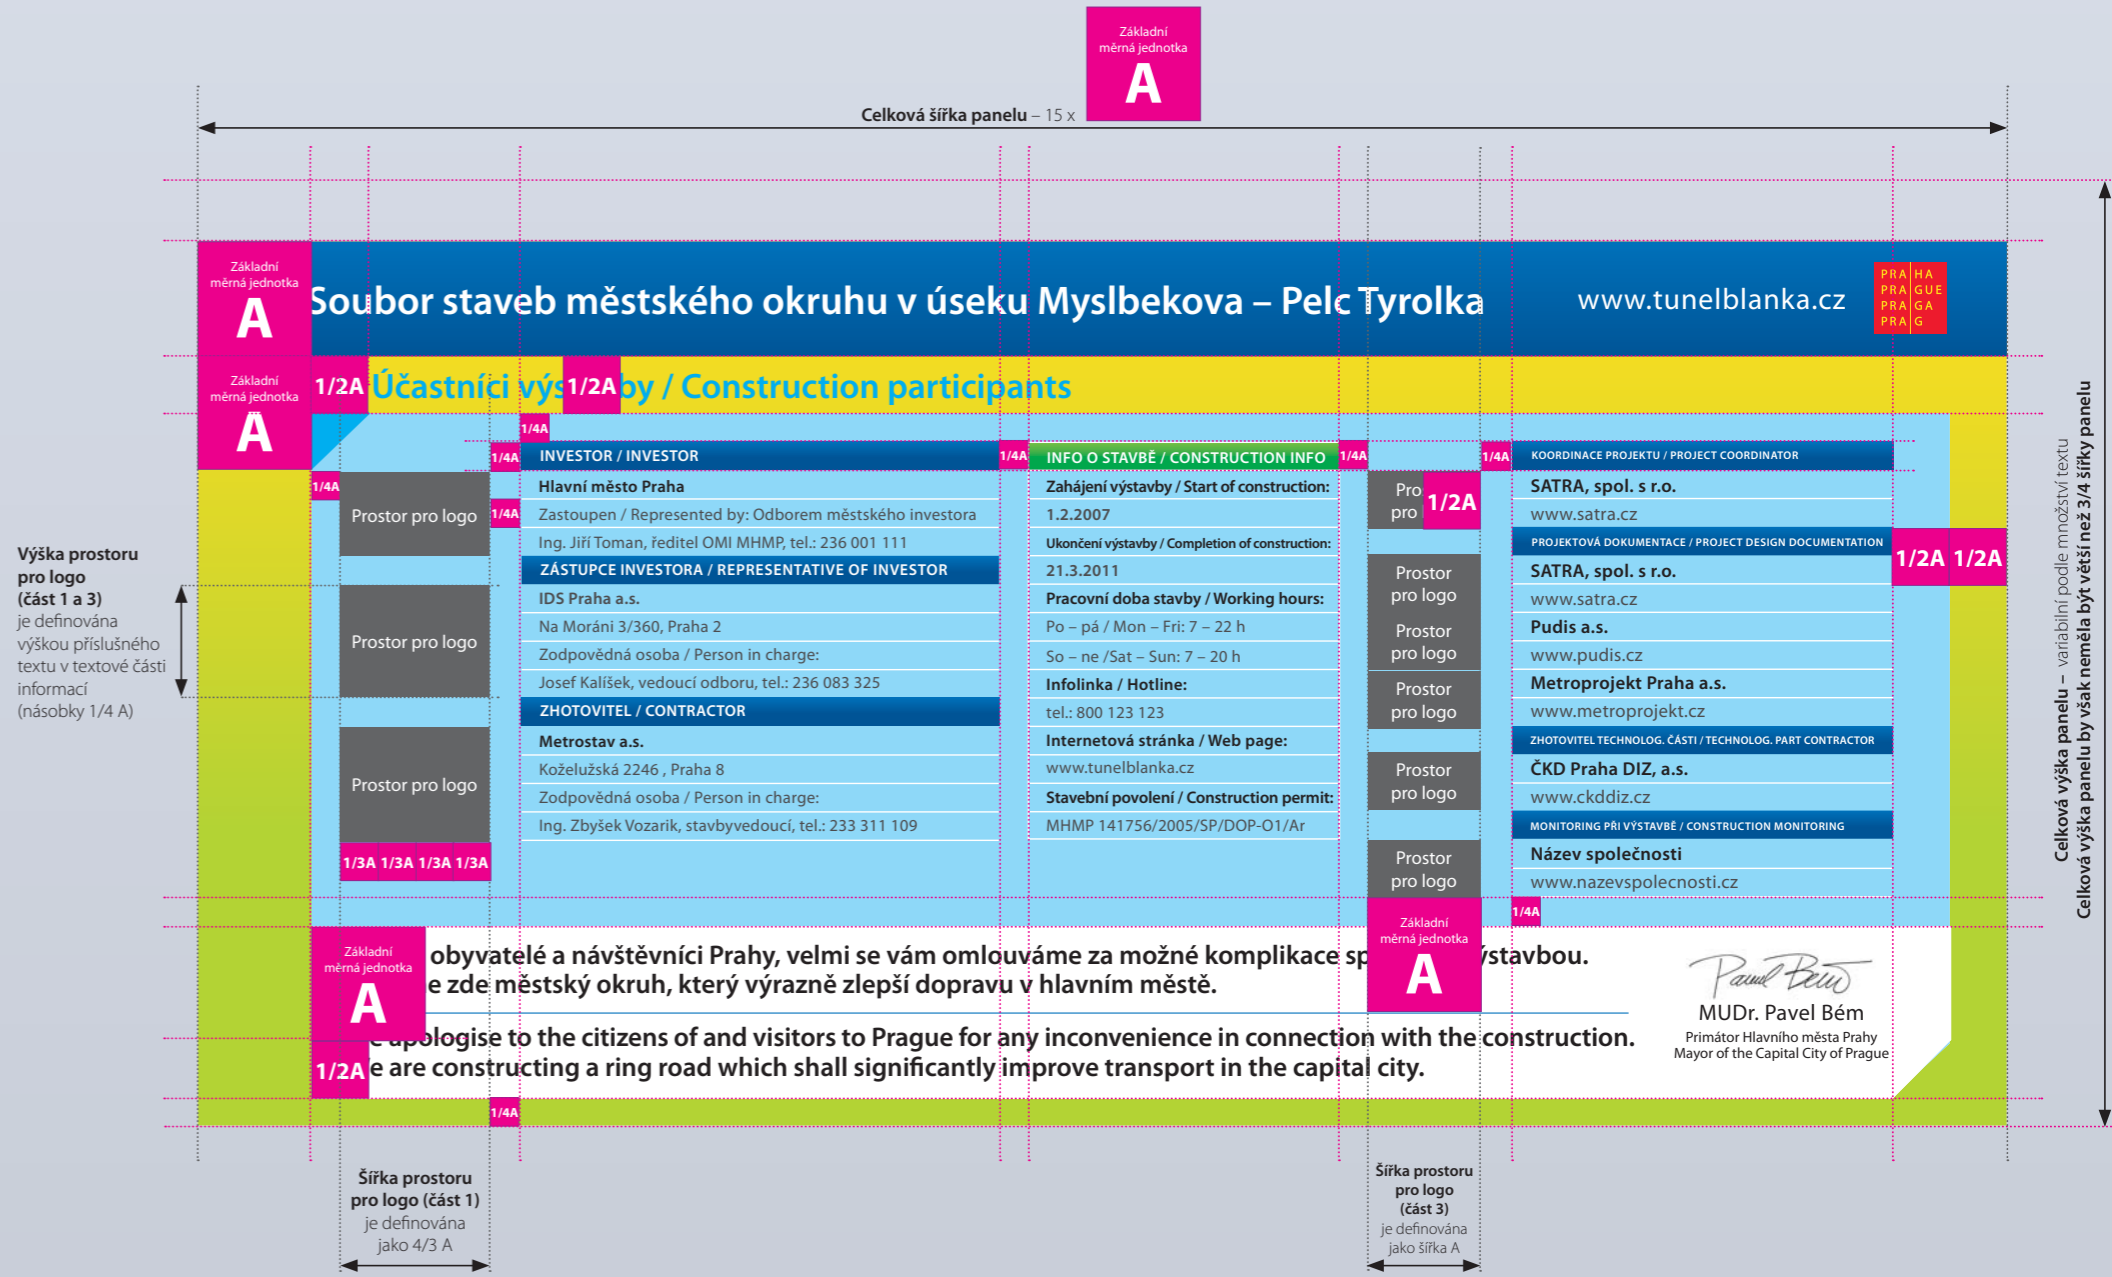 Základní
měrná jednotka
A
Celková šířka panelu – 15 x
Základní
měrná jednotka
A
Soubor staveb městského okruhu v úseku Myslbekova – Pelc Tyrolka
www.tunelblanka.cz
PRA HA
PRA GUE
PRA GA
PRA G
Základní
měrná jednotka
A
1/2A
Účastníci výs
1/2A
by / Construction participants
1/4A
1/4A
INVESTOR / INVESTOR
1/4A
Prostor pro logo
1/4A
Hlavní město Praha
Zastoupen / Represented by: Odborem městského investora
Ing. Jiří Toman, ředitel OMI MHMP, tel.: 236 001 111
ZÁSTUPCE INVESTORA / REPRESENTATIVE OF INVESTOR
Prostor pro logo
IDS Praha a.s.
Na Moráni 3/360, Praha 2
Zodpovědná osoba / Person in charge:
Josef Kalíšek, vedoucí odboru, tel.: 236 083 325
ZHOTOVITEL / CONTRACTOR
Prostor pro logo
Metrostav a.s.
Koželužská 2246 , Praha 8
Zodpovědná osoba / Person in charge:
Ing. Zbyšek Vozarik, stavbyvedoucí, tel.: 233 311 109
1/3A 1/3A 1/3A 1/3A
1/4A
INFO O STAVBĚ / CONSTRUCTION INFO
1/4A
Zahájení výstavby / Start of construction:
1.2.2007
Ukončení výstavby / Completion of construction:
21.3.2011
Pracovní doba stavby / Working hours:
Po – pá / Mon – Fri: 7 – 22 h
So – ne /Sat – Sun: 7 – 20 h
Infolinka / Hotline:
tel.: 800 123 123
Internetová stránka / Web page:
www.tunelblanka.cz
Stavební povolení / Construction permit:
MHMP 141756/2005/SP/DOP-O1/Ar
1/4A
KOORDINACE PROJEKTU / PROJECT COORDINATOR
Pro
pro
1/2A
SATRA, spol. s r.o.
www.satra.cz
PROJEKTOVÁ DOKUMENTACE / PROJECT DESIGN DOCUMENTATION
1/2A 1/2A
Prostor
pro logo
SATRA, spol. s r.o.
www.satra.cz
Prostor
pro logo
Pudis a.s.
www.pudis.cz
Prostor
pro logo
Metroprojekt Praha a.s.
www.metroprojekt.cz
ZHOTOVITEL TECHNOLOG. ČÁSTI / TECHNOLOG. PART CONTRACTOR
Prostor
pro logo
ČKD Praha DIZ, a.s.
www.ckddiz.cz
MONITORING PŘI VÝSTAVBĚ / CONSTRUCTION MONITORING
Prostor
pro logo
Název společnosti
www.nazevspolecnosti.cz
1/4A
Výška prostoru
pro logo
(část 1 a 3)
je definována
výškou příslušného
textu v textové části
informací
(násobky 1/4 A)
Celková výška panelu – variabilní podle množství textu
Celková výška panelu by však neměla být větší než 3/4 šířky panelu
Základní
měrná jednotka
A
obyvatelé a návštěvníci Prahy, velmi se vám omlouváme za možné komplikace sp
ýstavbou.
e zde městský okruh, který výrazně zlepší dopravu v hlavním městě.
Základní
měrná jednotka
A
e apologise to the citizens of and visitors to Prague for any inconvenience in connection with the construction.
1/2A
e are constructing a ring road which shall significantly improve transport in the capital city.
Pavel Bém
MUDr. Pavel Bém
Primátor Hlavního města Prahy
Mayor of the Capital City of Prague
1/4A
Šířka prostoru
pro logo (část 1)
je definována
jako 4/3 A
Šířka prostoru
pro logo
(část 3)
je definována
jako šířka A